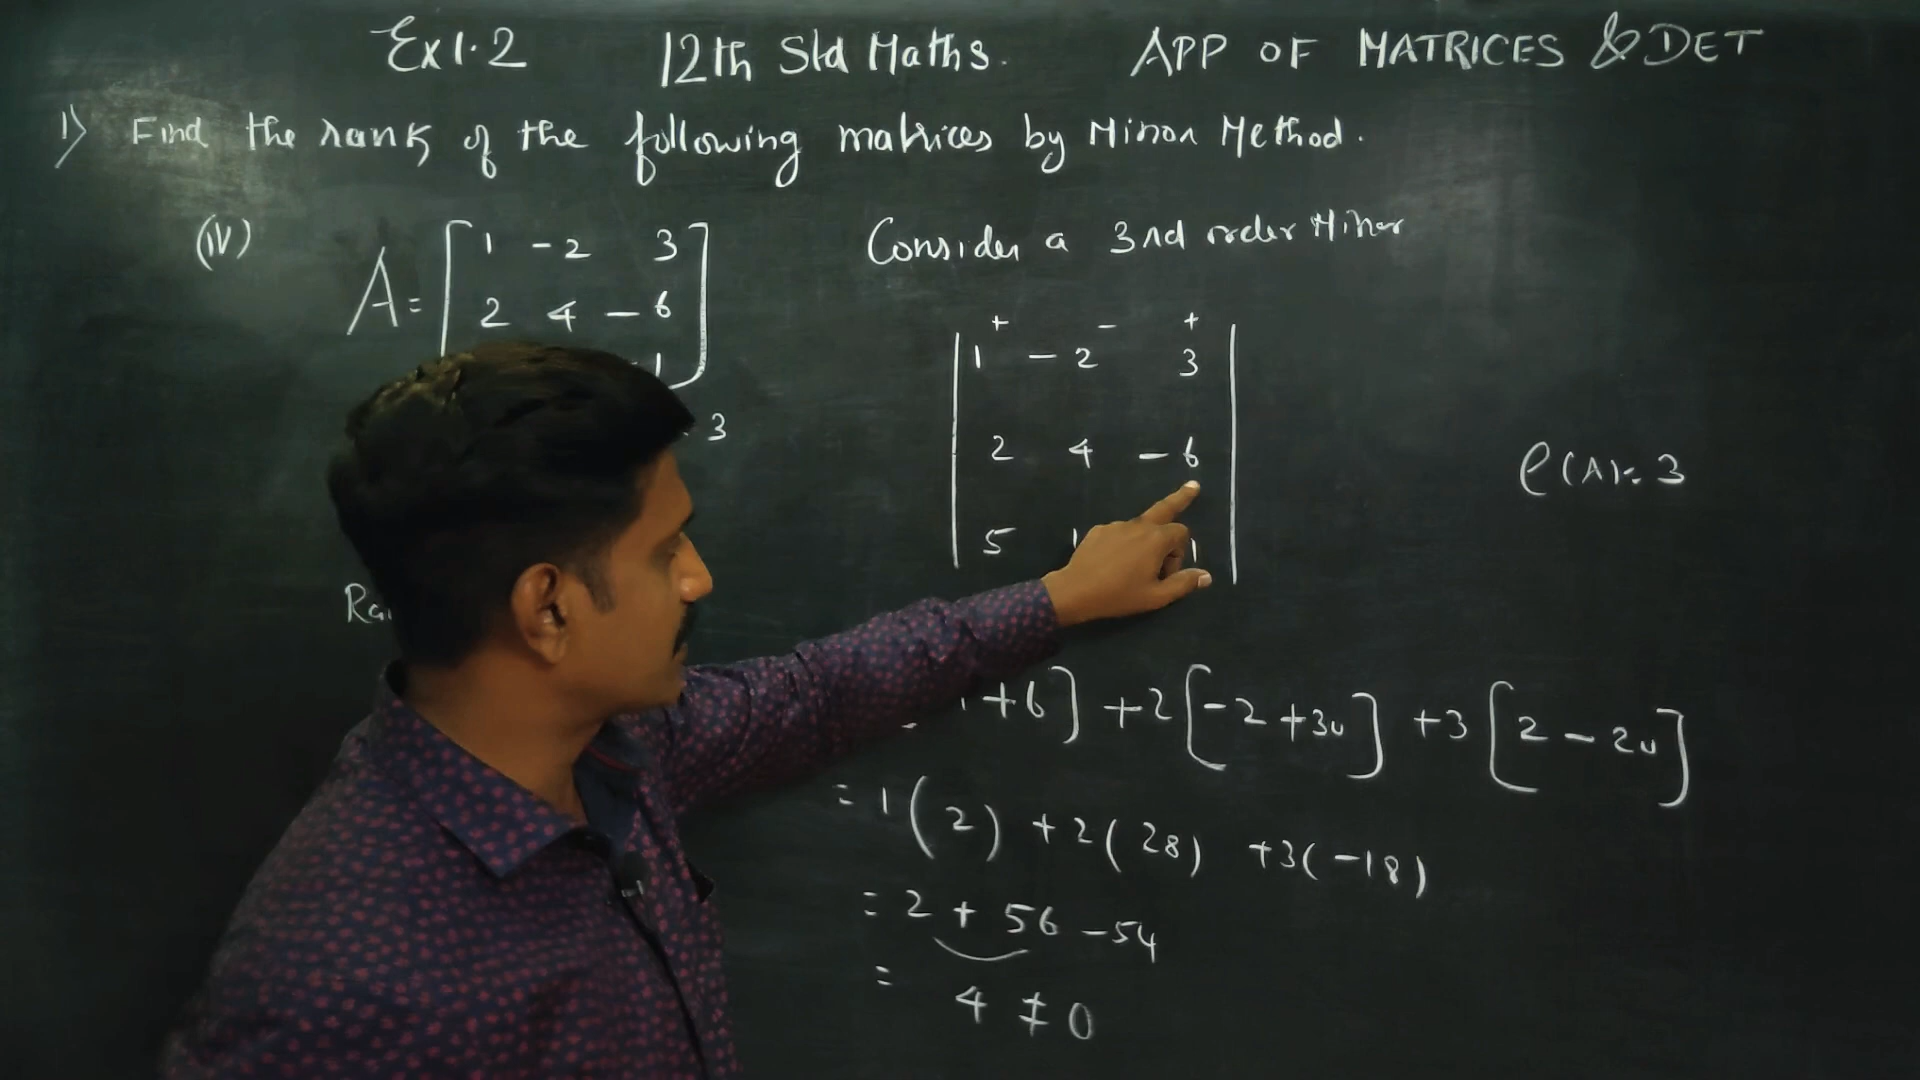 Ex 1.2 12th Std Maths. APP OF MATRICES & DET
1) Find the rank of the following matrices by Minor Method.
(iv) A = [ 1 -2 3
2 4 -6
-1 ]
3
Consider a 3rd order Minor
+ - +
1 -2 3
2 4 -6
5 1 1
ρ(A) = 3
+6] +2[-2+30] +3[2-20]
= 1(2) +2(28) +3(-18)
= 2 + 56 - 54
= 4 ≠ 0